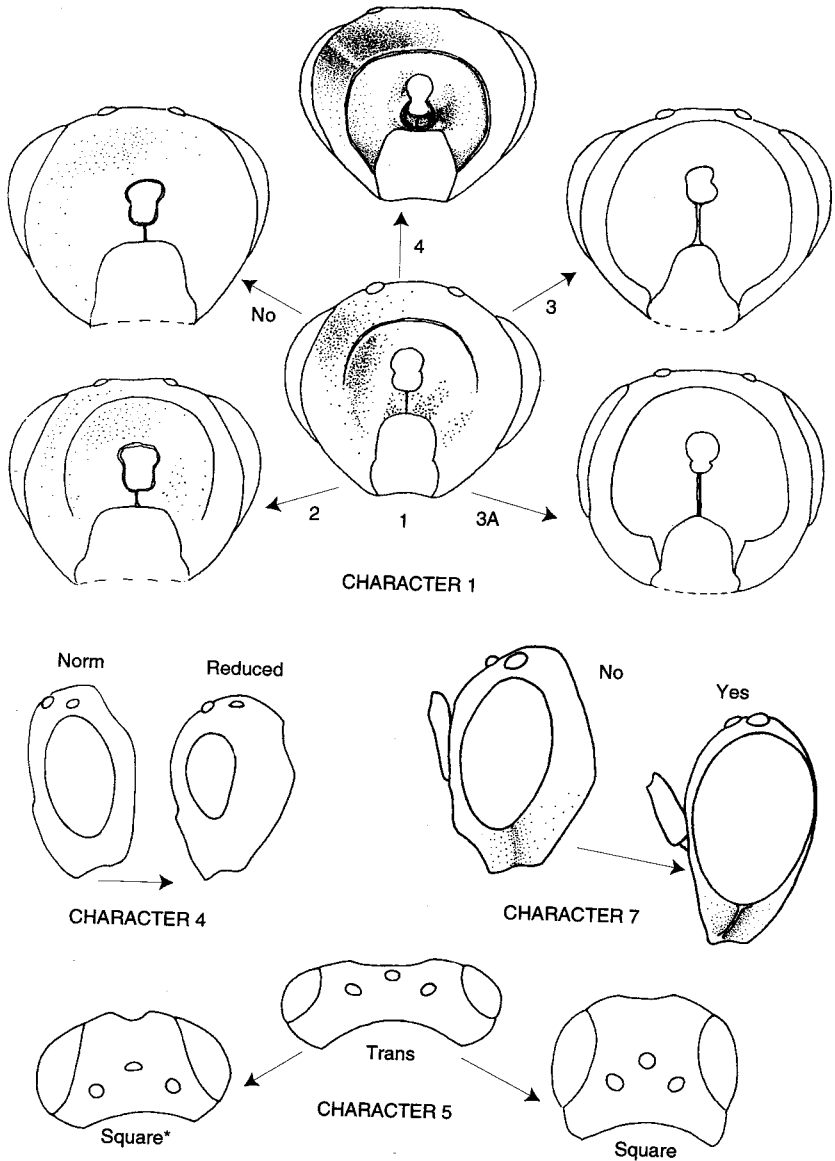 4
No
3
2
1
3A
CHARACTER 1
Norm
Reduced
No
Yes
CHARACTER 4
CHARACTER 7
Trans
CHARACTER 5
Square*
Square